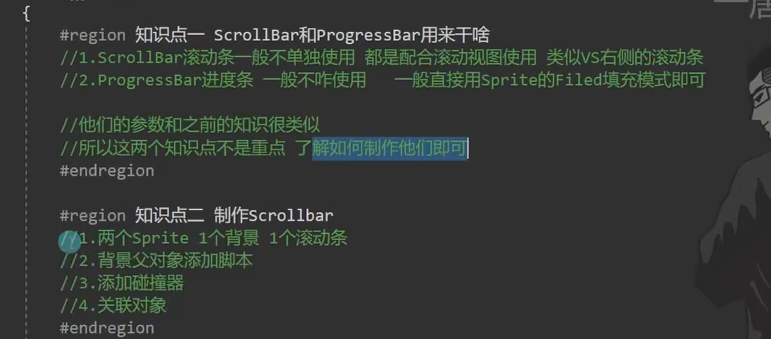 一居
{
#region 知识点一 ScrollBar和ProgressBar用来干啥
//1.ScrollBar滚动条一般不单独使用 都是配合滚动视图使用 类似VS右侧的滚动条
//2.ProgressBar进度条 一般不咋使用 一般直接用Sprite的Filed填充模式即可
//他们的参数和之前的知识很类似
//所以这两个知识点不是重点 了解如何制作他们即可
#endregion
#region 知识点二 制作Scrollbar
//1.两个Sprite 1个背景 1个滚动条
//2.背景父对象添加脚本
//3.添加碰撞器
//4.关联对象
#endregion